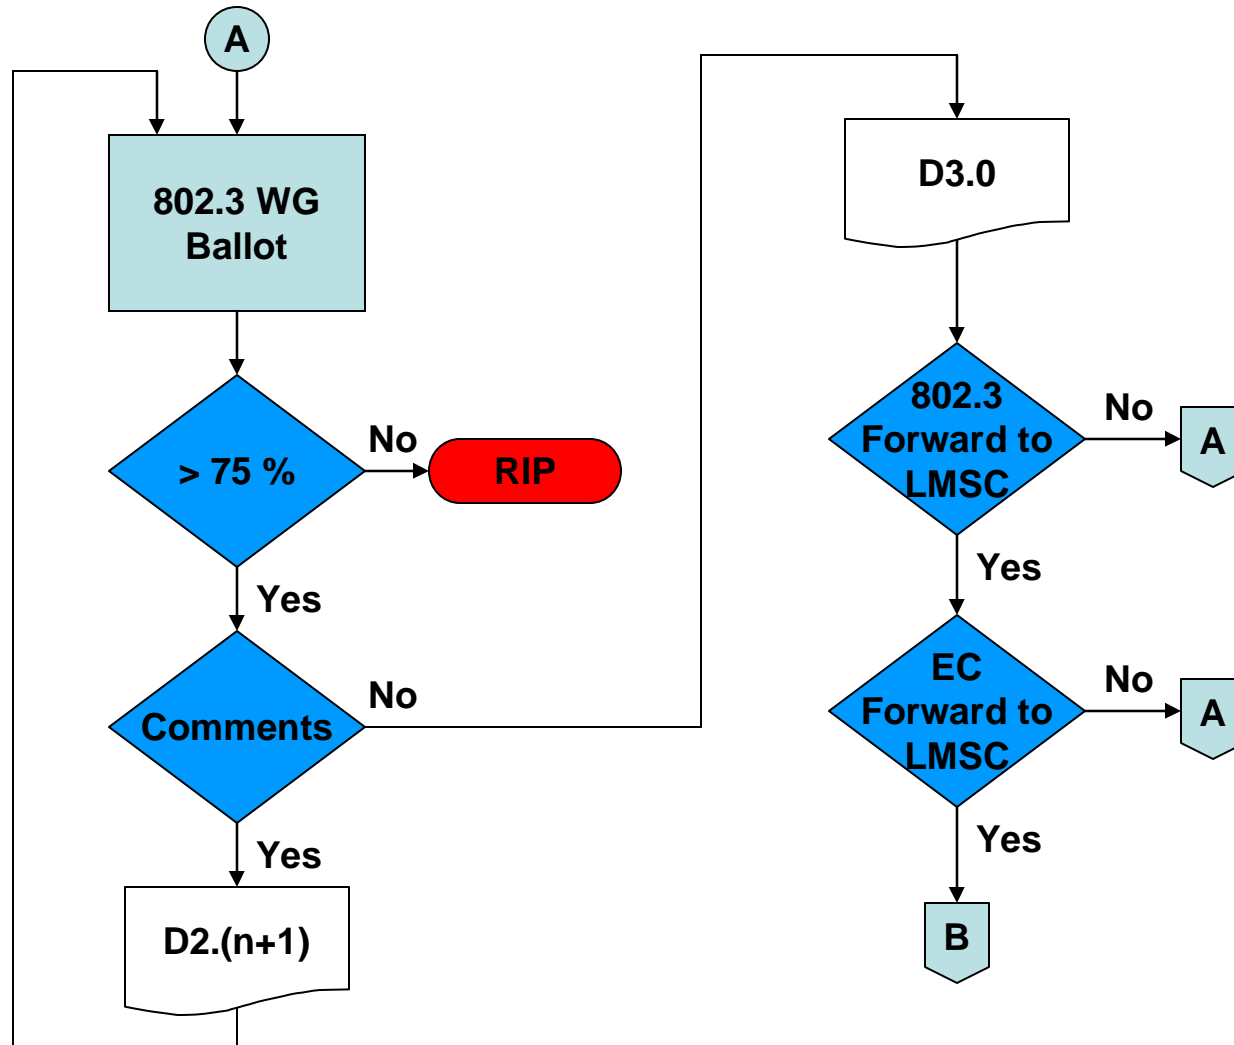 A
802.3 WG
Ballot
> 75 %
No
RIP
Yes
Comments
No
Yes
D2.(n+1)
D3.0
802.3
Forward to
LMSC
No
A
Yes
EC
Forward to
LMSC
No
A
Yes
B